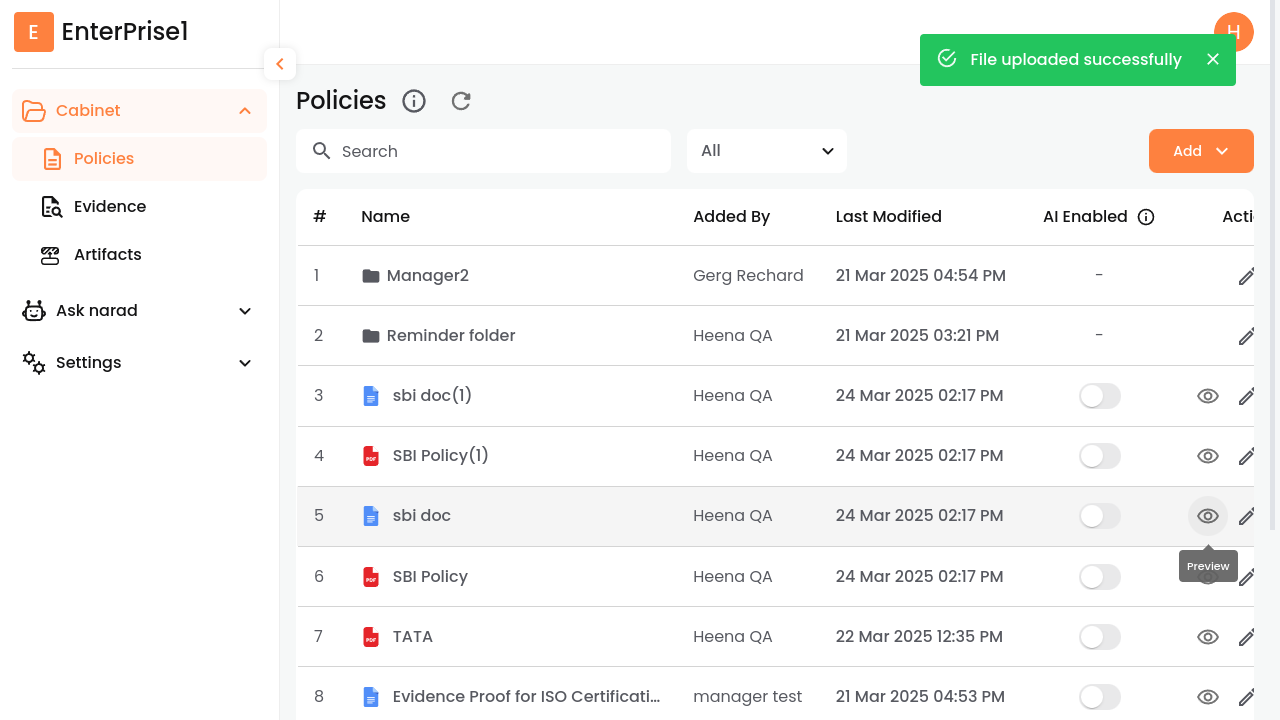 E EnterPrise1
H
File uploaded successfully
Cabinet
Policies
Evidence
Artifacts
Ask narad
Settings
Policies
Search
All
Add
# Name Added By Last Modified AI Enabled Acti
1 Manager2 Gerg Rechard 21 Mar 2025 04:54 PM -
2 Reminder folder Heena QA 21 Mar 2025 03:21 PM -
3 sbi doc(1) Heena QA 24 Mar 2025 02:17 PM
4 PDF SBI Policy(1) Heena QA 24 Mar 2025 02:17 PM
5 sbi doc Heena QA 24 Mar 2025 02:17 PM
Preview
6 PDF SBI Policy Heena QA 24 Mar 2025 02:17 PM
7 PDF TATA Heena QA 22 Mar 2025 12:35 PM
8 Evidence Proof for ISO Certificati... manager test 21 Mar 2025 04:53 PM